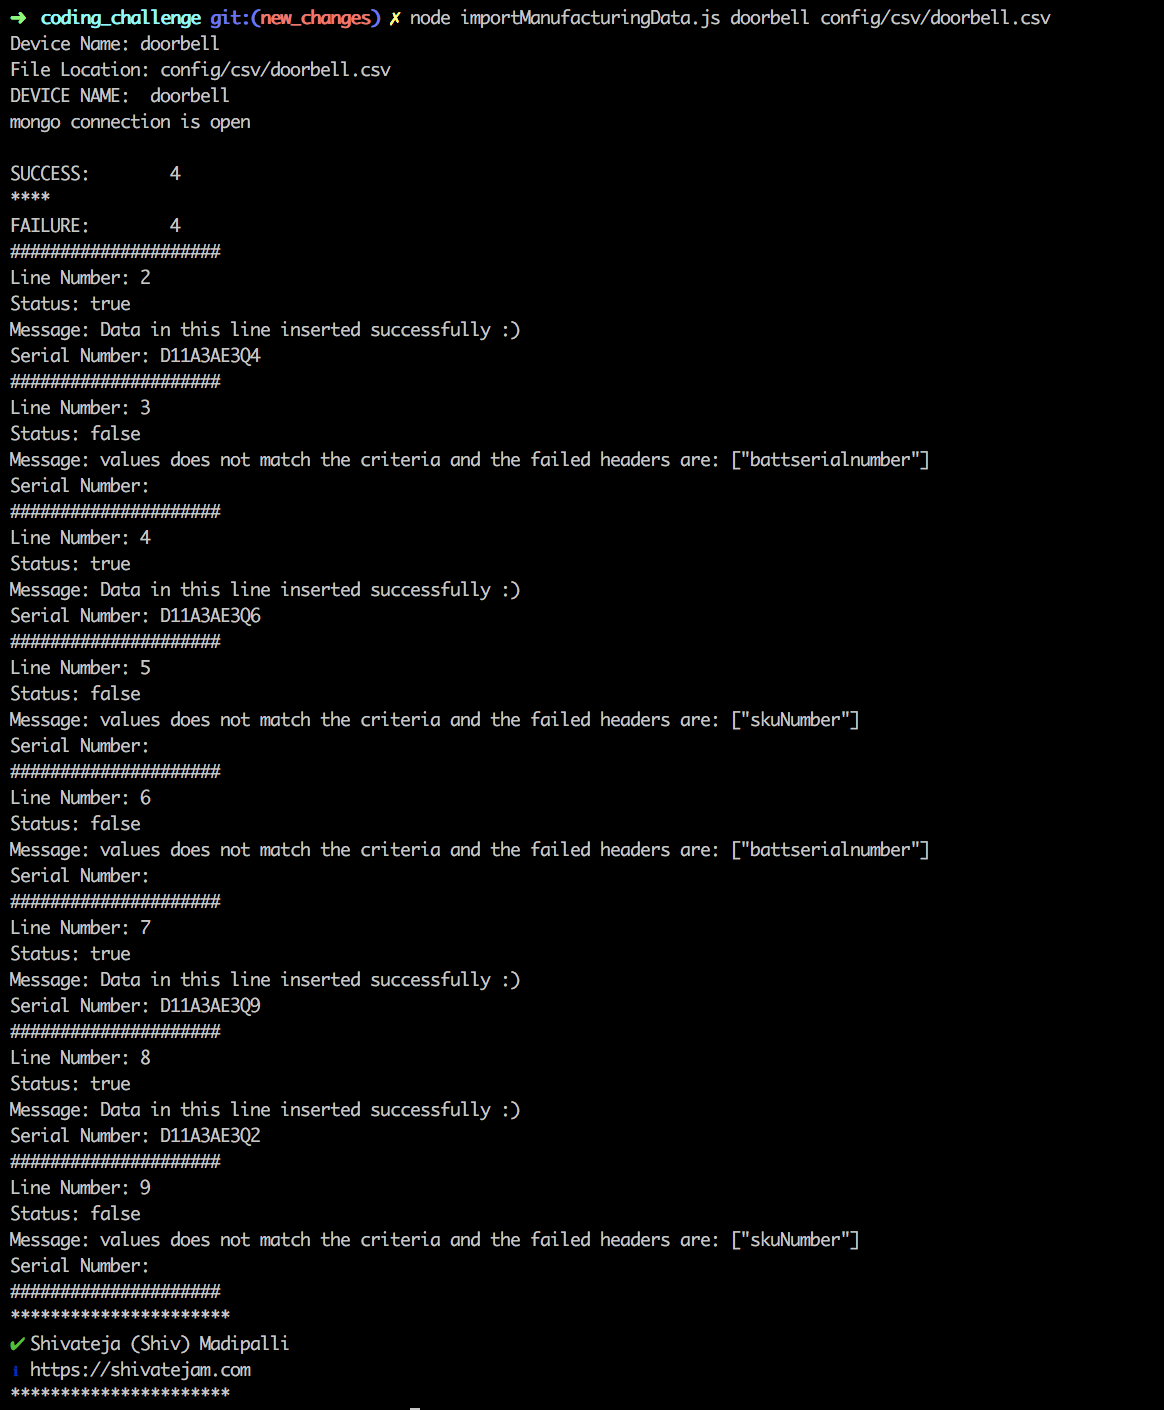 ➜ coding_challenge git:(new_changes) ✗ node importManufacturingData.js doorbell config/csv/doorbell.csv
Device Name: doorbell
File Location: config/csv/doorbell.csv
DEVICE NAME:  doorbell
mongo connection is open
SUCCESS:        4
****
FAILURE:        4
#####################
Line Number: 2
Status: true
Message: Data in this line inserted successfully :)
Serial Number: D11A3AE3Q4
#####################
Line Number: 3
Status: false
Message: values does not match the criteria and the failed headers are: ["battserialnumber"]
Serial Number:
#####################
Line Number: 4
Status: true
Message: Data in this line inserted successfully :)
Serial Number: D11A3AE3Q6
#####################
Line Number: 5
Status: false
Message: values does not match the criteria and the failed headers are: ["skuNumber"]
Serial Number:
#####################
Line Number: 6
Status: false
Message: values does not match the criteria and the failed headers are: ["battserialnumber"]
Serial Number:
#####################
Line Number: 7
Status: true
Message: Data in this line inserted successfully :)
Serial Number: D11A3AE3Q9
#####################
Line Number: 8
Status: true
Message: Data in this line inserted successfully :)
Serial Number: D11A3AE3Q2
#####################
Line Number: 9
Status: false
Message: values does not match the criteria and the failed headers are: ["skuNumber"]
Serial Number:
#####################
**********************
✔ Shivateja (Shiv) Madipalli
ℹ https://shivatejam.com
**********************